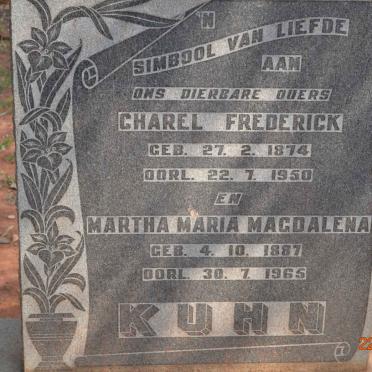 'N
SIMBOOL VAN LIEFDE
AAN
ONS DIERBARE OUERS
CHAREL FREDERICK
GEB. 27. 2. 1874
OORL. 22. 7. 1950
EN
MARTHA MARIA MAGDALENA
GEB. 4. 10. 1887
OORL. 30. 7. 1965
KUHN